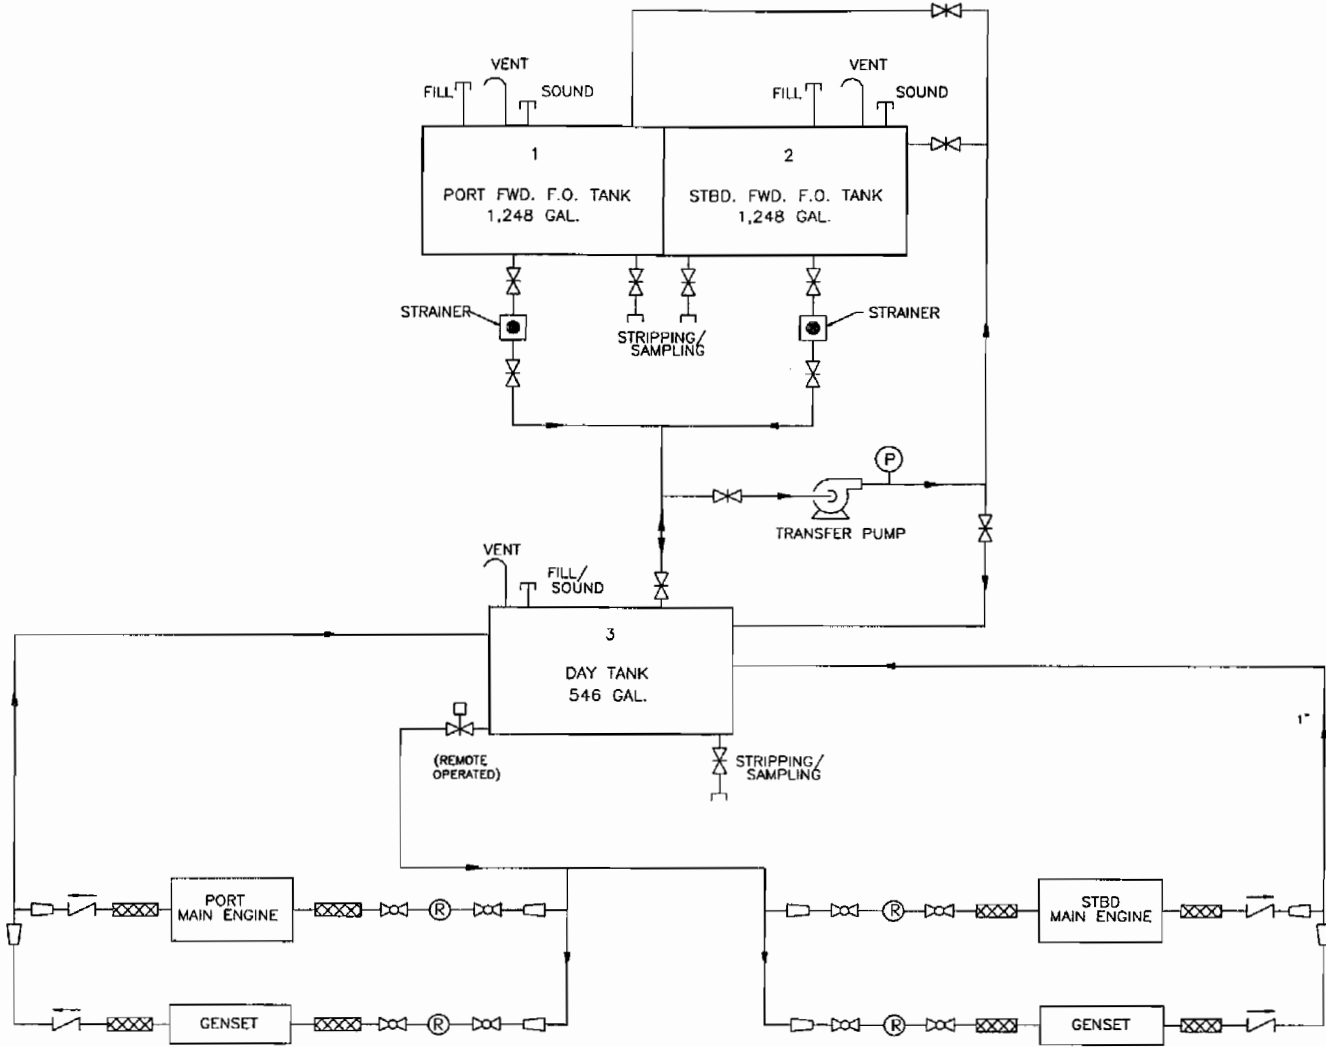 VENT
FILL
SOUND
VENT
FILL
SOUND
1
PORT FWD. F.O. TANK
1,248 GAL.
2
STBD. FWD. F.O. TANK
1,248 GAL.
STRAINER
STRIPPING/
SAMPLING
STRAINER
P
TRANSFER PUMP
VENT
FILL/
SOUND
3
DAY TANK
546 GAL.
1"
(REMOTE
OPERATED)
STRIPPING/
SAMPLING
PORT
MAIN ENGINE
R
R
STBD
MAIN ENGINE
GENSET
R
R
GENSET